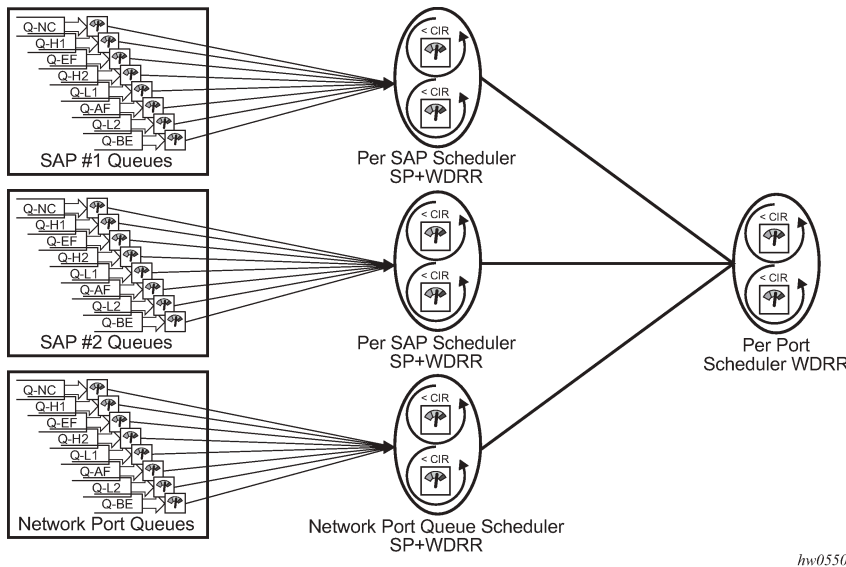 Q-NC
Q-H1
Q-EF
Q-H2
Q-L1
Q-AF
Q-L2
Q-BE
SAP #1 Queues
< CIR
< CIR
Per SAP Scheduler
SP+WDRR
Q-NC
Q-H1
Q-EF
Q-H2
Q-L1
Q-AF
Q-L2
Q-BE
SAP #2 Queues
< CIR
< CIR
Per SAP Scheduler
SP+WDRR
< CIR
< CIR
Per Port
Scheduler WDRR
Q-NC
Q-H1
Q-EF
Q-H2
Q-L1
Q-AF
Q-L2
Q-BE
Network Port Queues
< CIR
< CIR
Network Port Queue Scheduler
SP+WDRR
hw0550